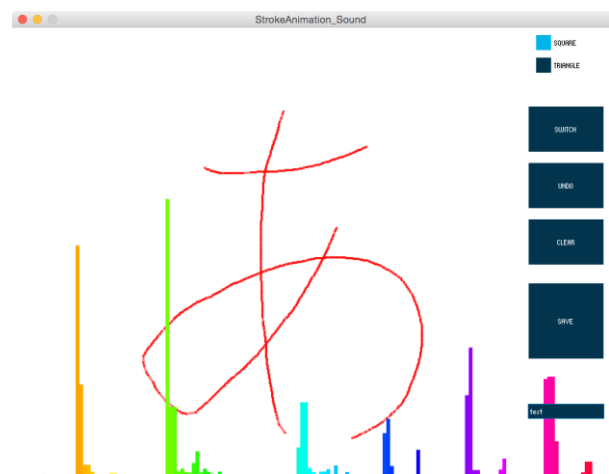 StrokeAnimation_Sound
SQUARE
TRIANGLE
SWITCH
UNDO
CLEAR
SAVE
test
あ